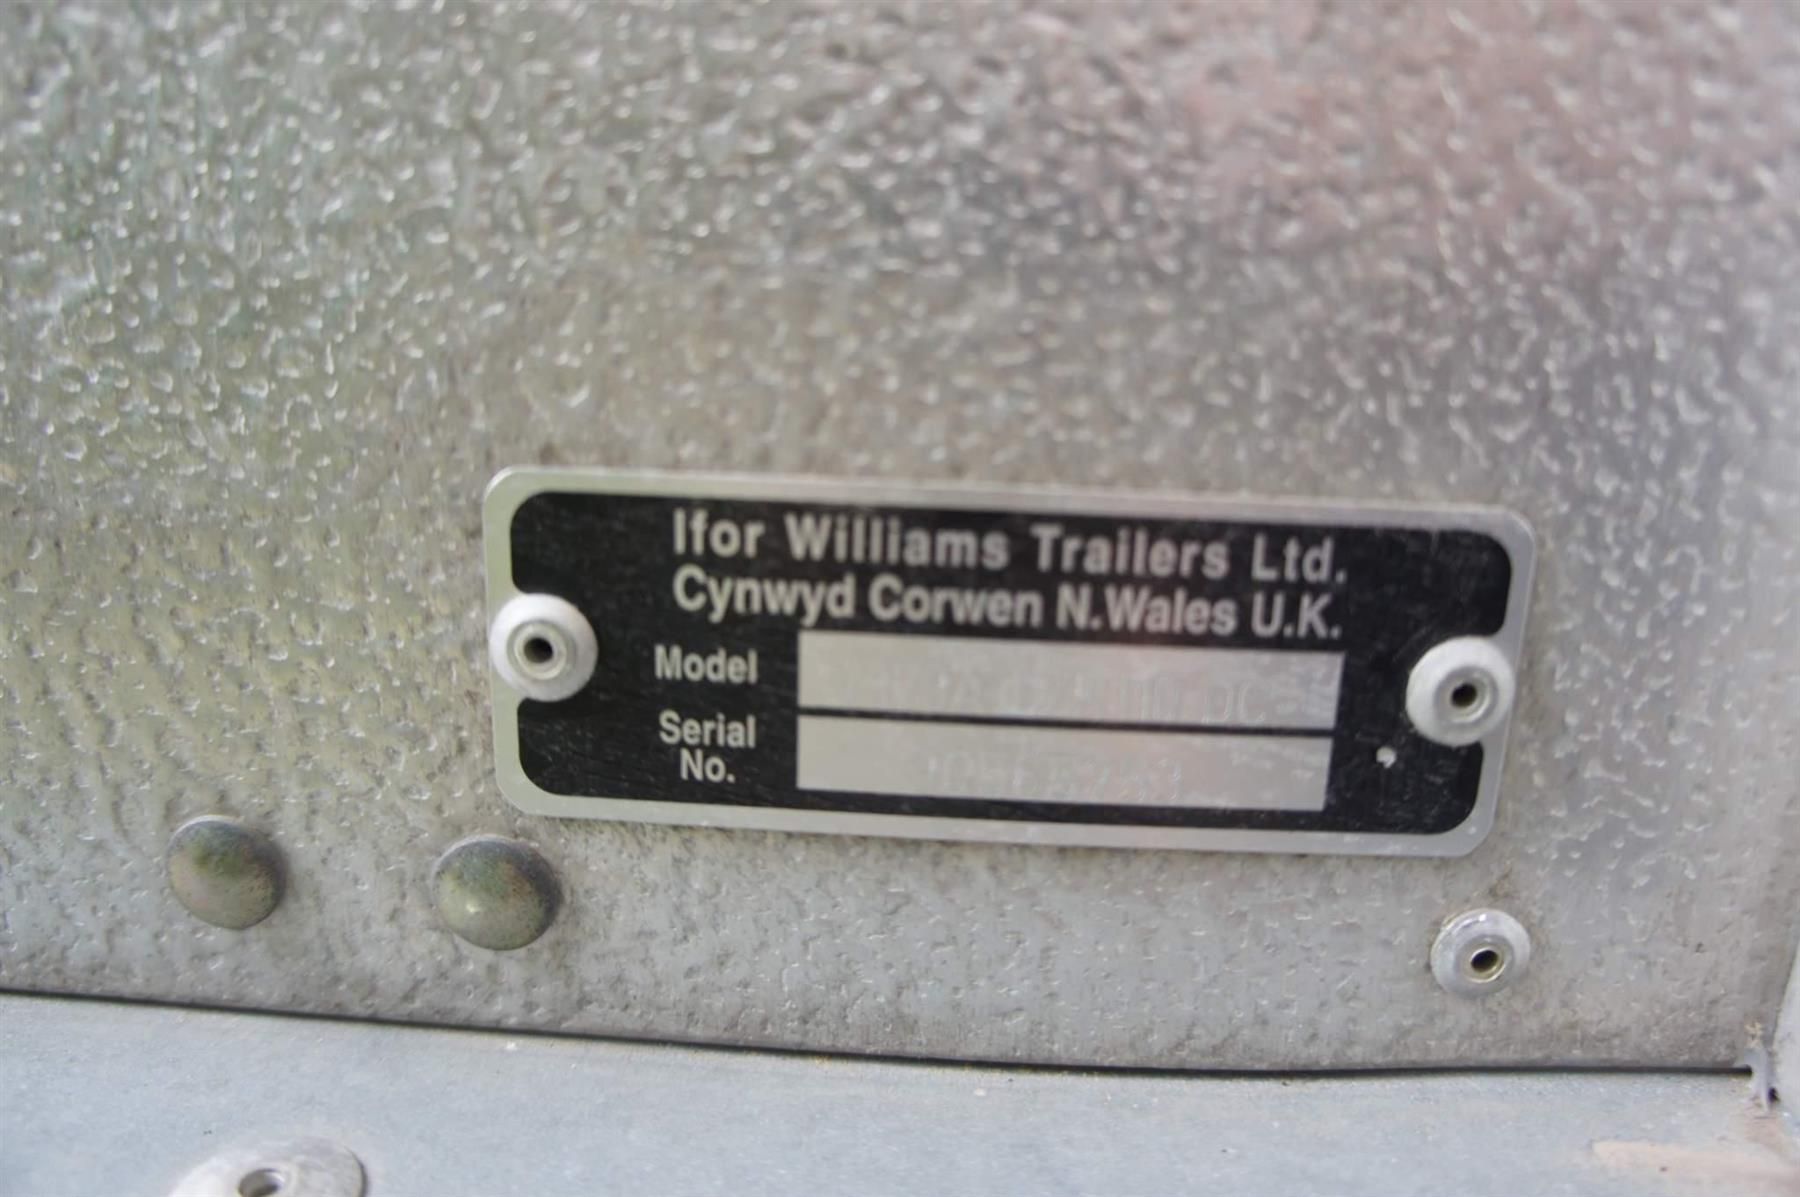 Ifor Williams Trailers Ltd.
Cynwyd Corwen N.Wales U.K.
Model
Serial
No.